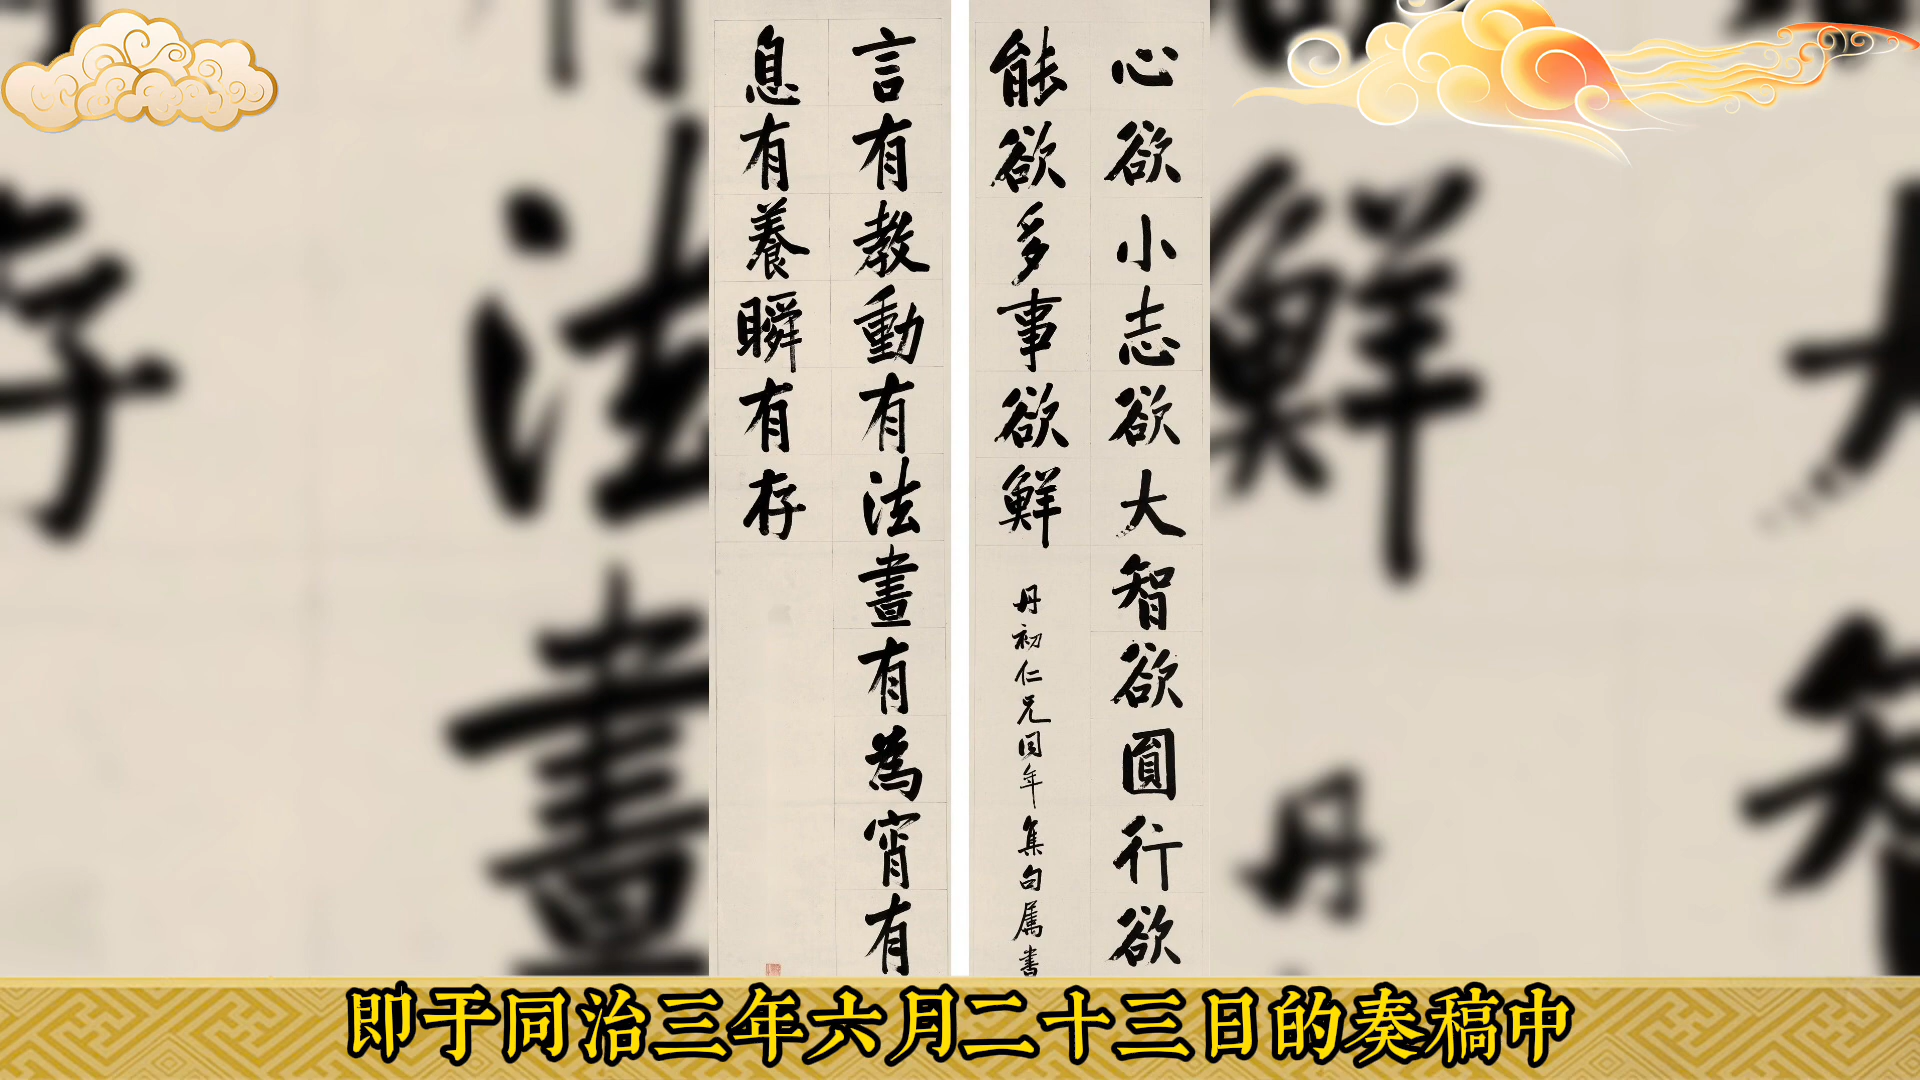 心欲小志欲大智欲圓行欲
能欲多事欲鮮
丹初仁兄同年集句属書
言有教動有法晝有為宵有
息有養瞬有存
即于同治三年六月二十三日的奏稿中